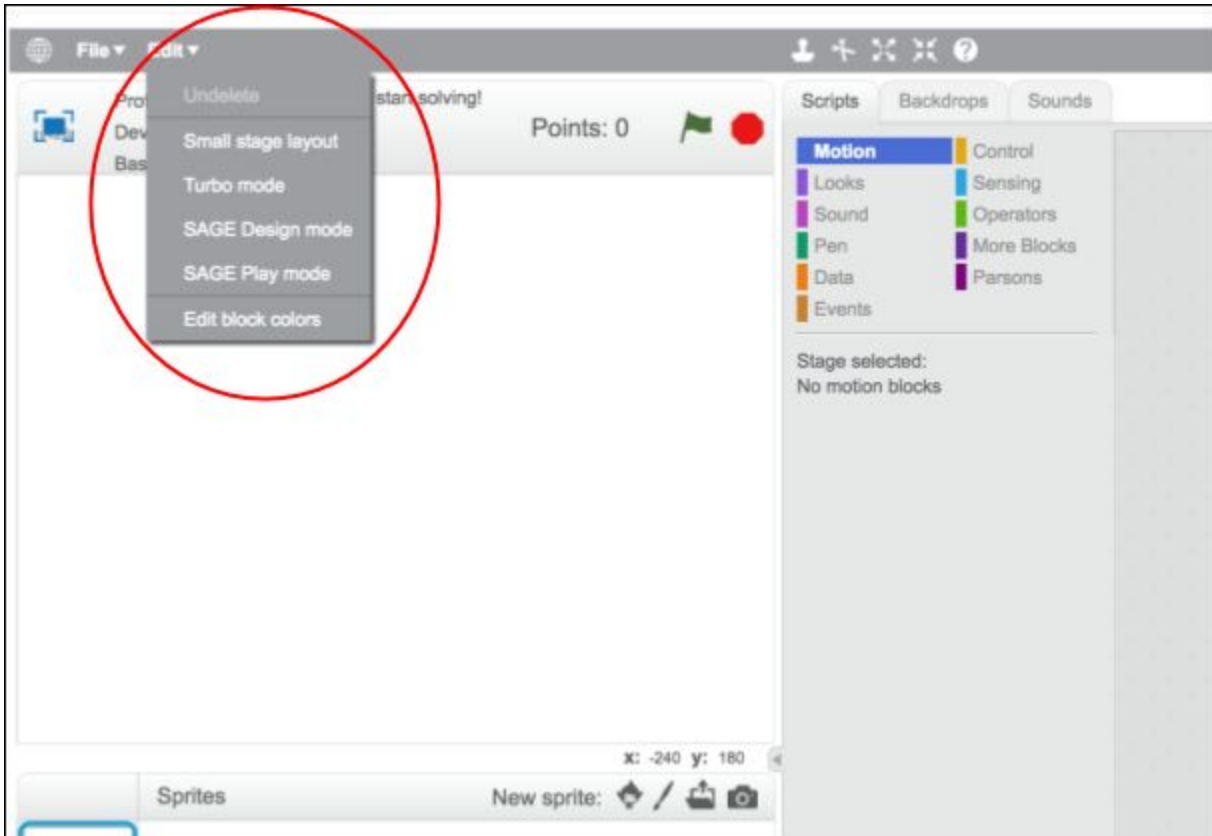 File Edit
Undelete
Small stage layout
Turbo mode
SAGE Design mode
SAGE Play mode
Edit block colors
start solving!
Points: 0
Scripts Backdrops Sounds
Motion Control
Looks Sensing
Sound Operators
Pen More Blocks
Data Parsons
Events
Stage selected:
No motion blocks
x: -240 y: 180
Sprites New sprite: